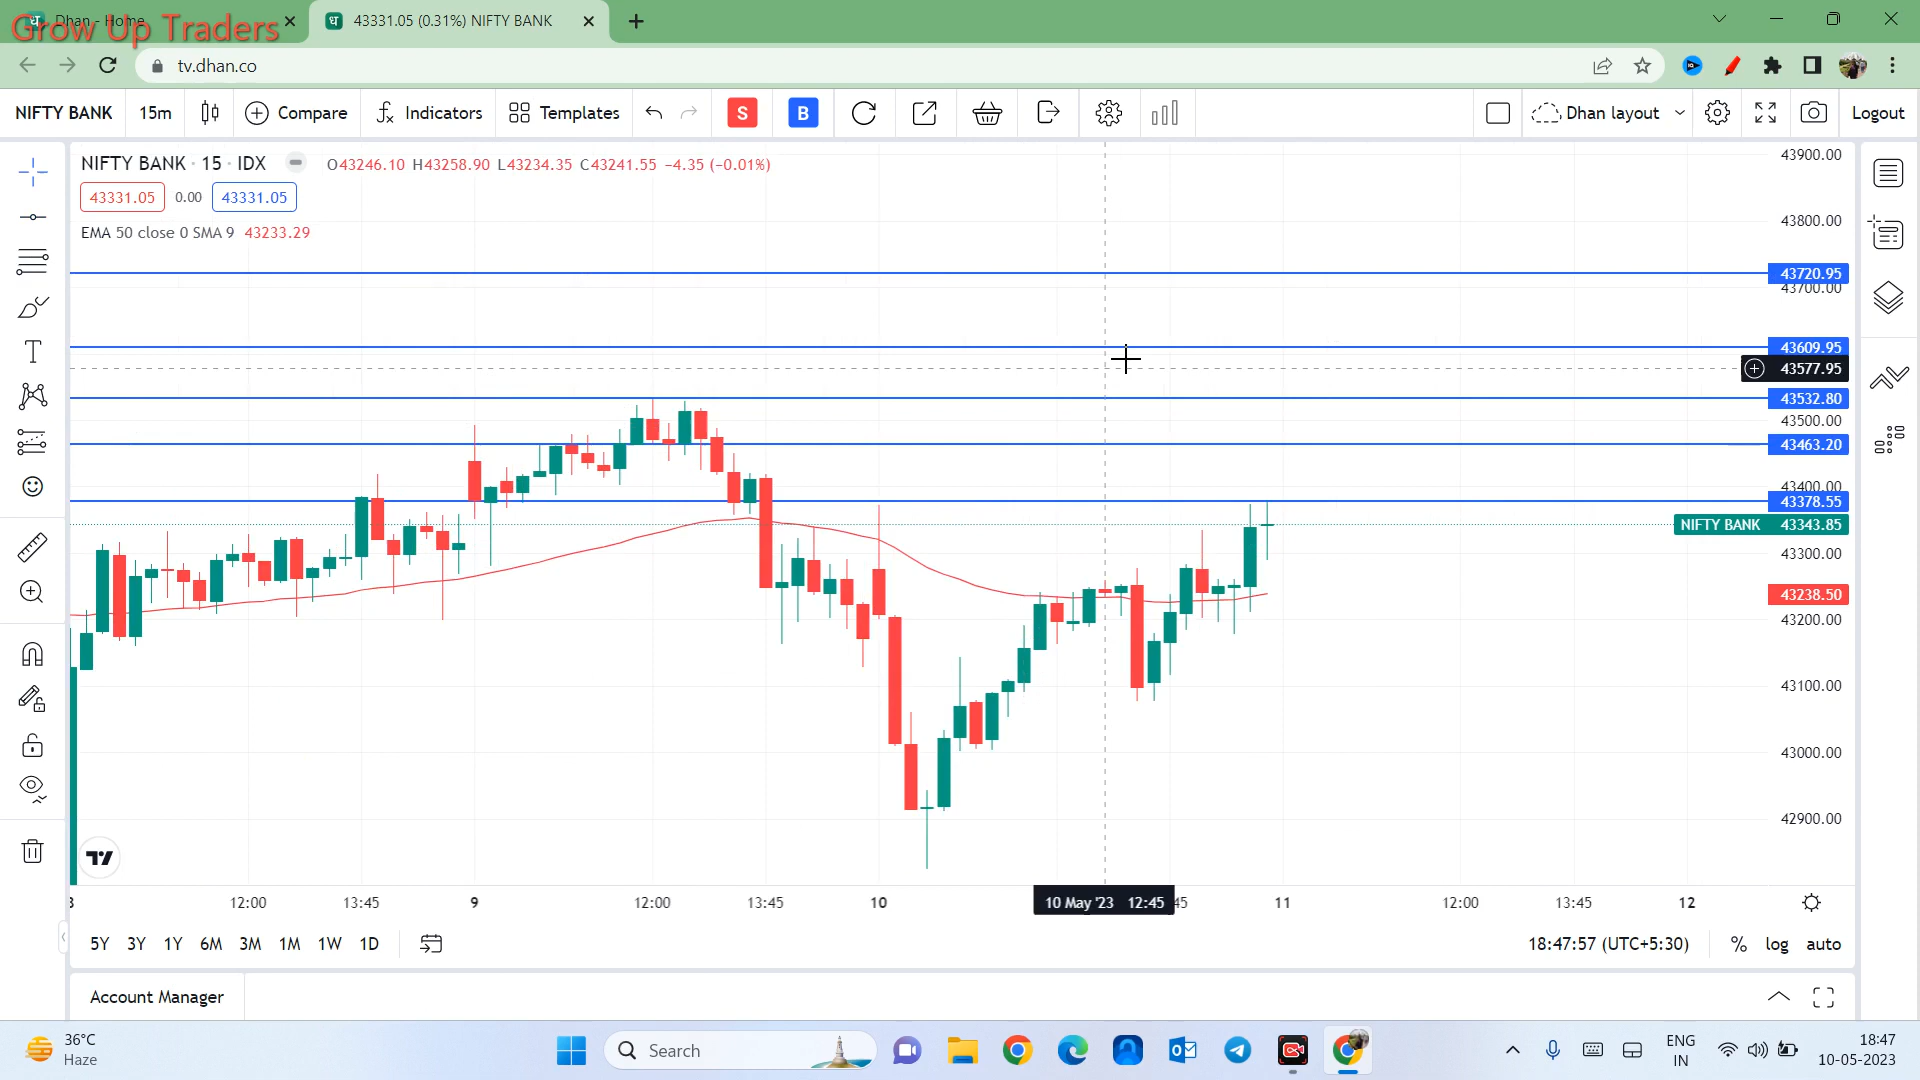 Grow Up Traders
Dhan - Home
43331.05 (0.31%) NIFTY BANK
tv.dhan.co
NIFTY BANK 15m Compare Indicators Templates S B Dhan layout Logout
NIFTY BANK · 15 · IDX O43246.10 H43258.90 L43234.35 C43241.55 −4.35 (−0.01%)
43331.05 0.00 43331.05
EMA 50 close 0 SMA 9 43233.29
43900.00
43800.00
43720.95
43700.00
43609.95
43577.95
43532.80
43500.00
43463.20
43400.00
43378.55
NIFTY BANK 43343.85
43300.00
43238.50
43200.00
43100.00
43000.00
42900.00
12:00 13:45 9 12:00 13:45 10 10 May '23 12:45 45 11 12:00 13:45 12
5Y 3Y 1Y 6M 3M 1M 1W 1D 18:47:57 (UTC+5:30) % log auto
Account Manager
36°C
Haze
Search
ENG
IN
18:47
10-05-2023